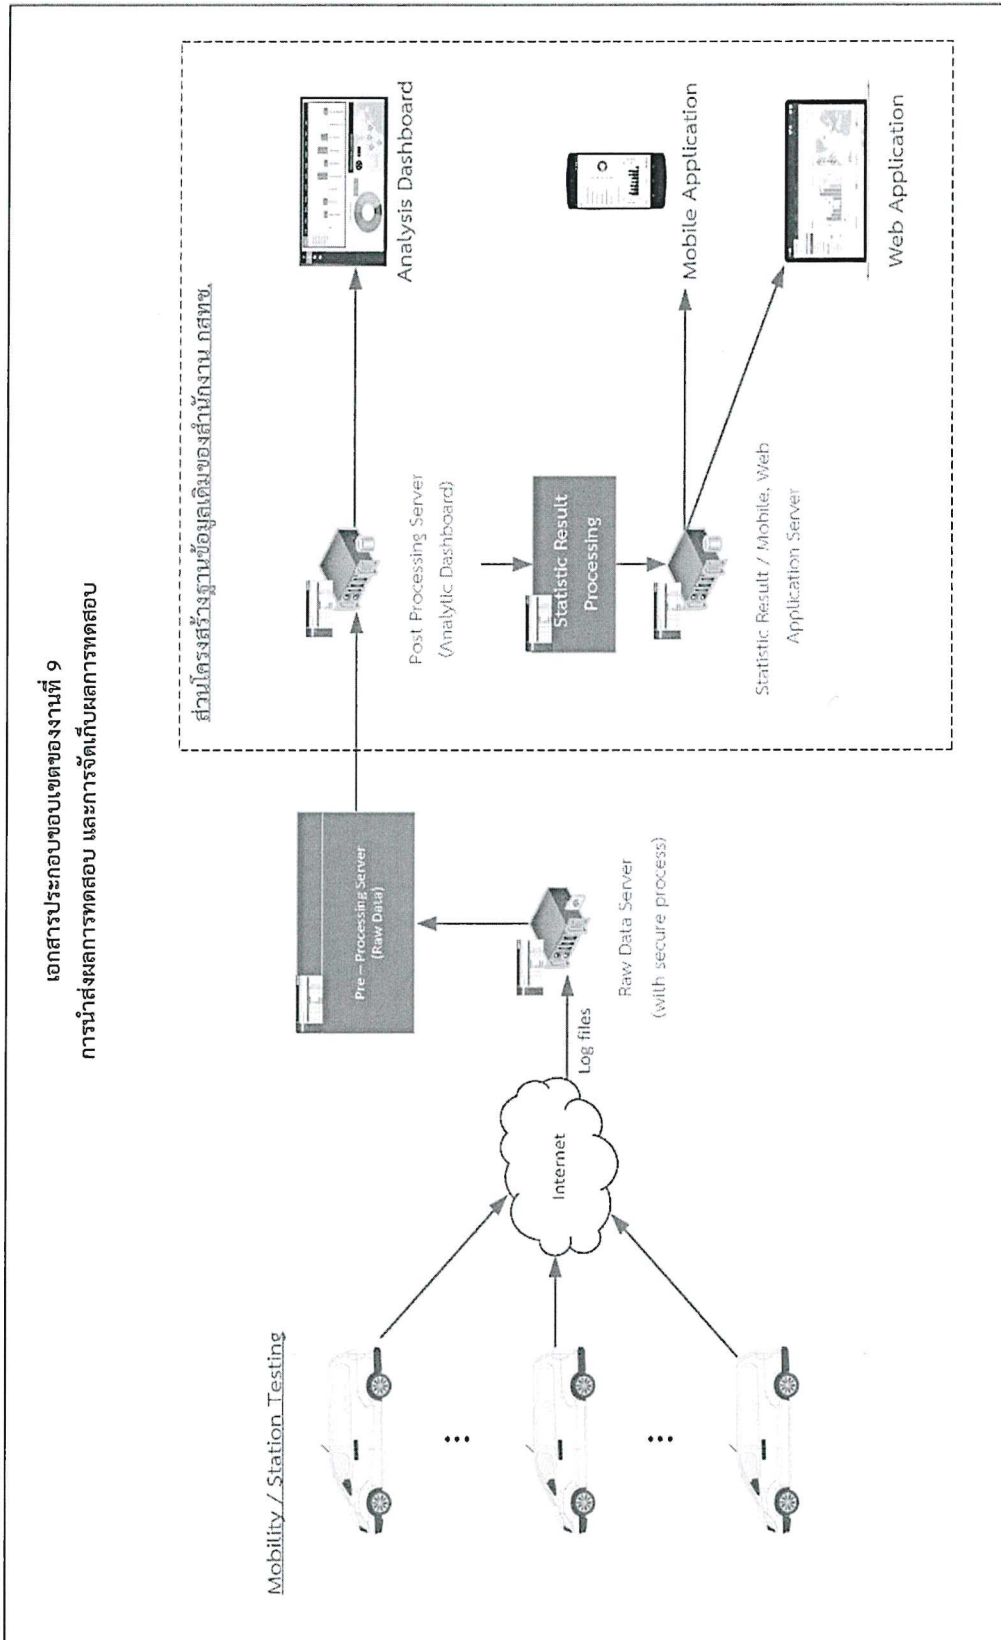 เอกสารประกอบขอบเขตของงานที่ 9
การนำส่งผลการทดสอบ และการจัดเก็บผลการทดสอบ
Mobility / Station Testing
Internet
Log files
Pre – Processing Server
(Raw Data)
Raw Data Server
(with secure process)
ส่วนโครงสร้างฐานข้อมูลเดิมของสำนักงาน กสทช.
Post Processing Server
(Analytic Dashboard)
Analysis Dashboard
Statistic Result
Processing
Statistic Result / Mobile, Web
Application Server
Mobile Application
Web Application